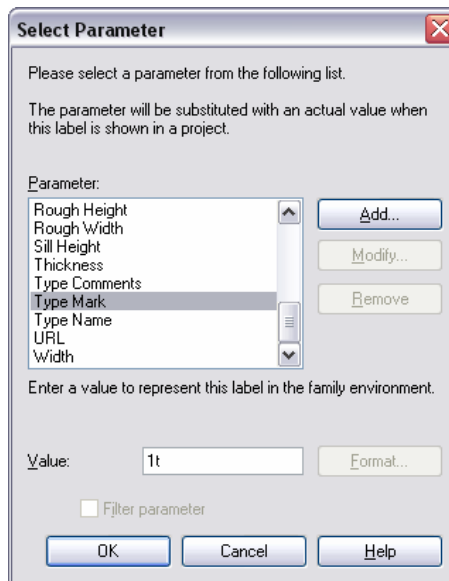 Select Parameter
Please select a parameter from the following list.
The parameter will be substituted with an actual value when
this label is shown in a project.
Parameter:
Rough Height
Rough Width
Sill Height
Thickness
Type Comments
Type Mark
Type Name
URL
Width
Add...
Modify...
Remove
Enter a value to represent this label in the family environment.
Value:
1t
Format...
Filter parameter
OK
Cancel
Help